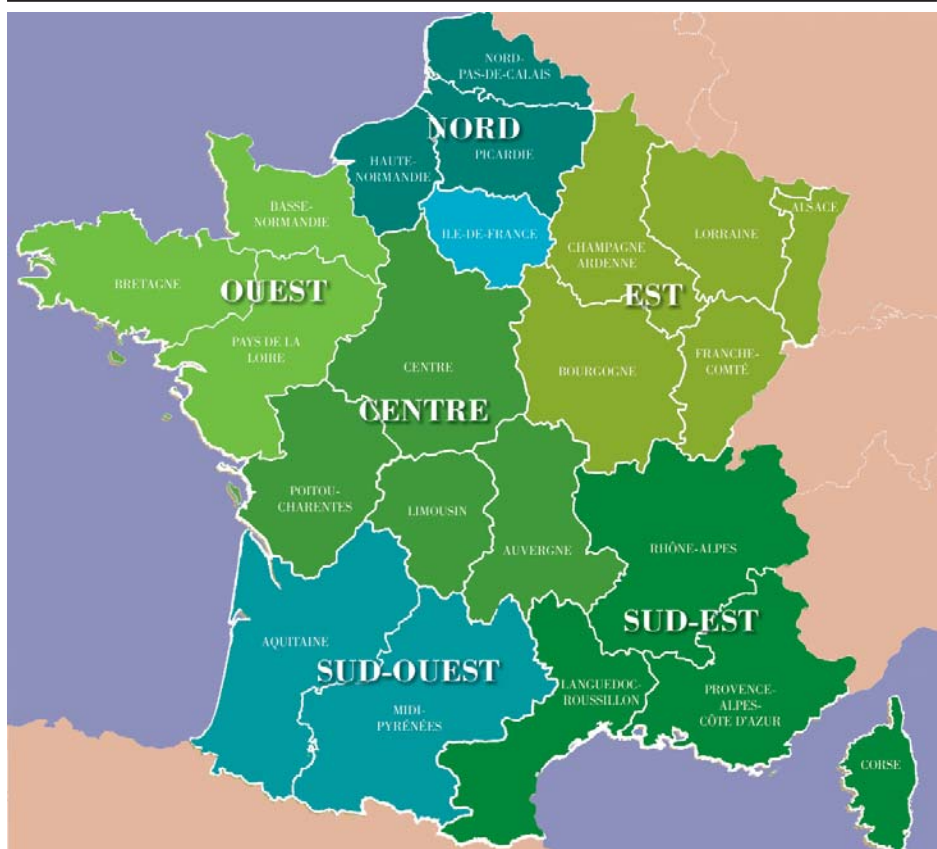 NORD-
PAS-DE-CALAIS
NORD
PICARDIE
HAUTE-
NORMANDIE
BASSE-
NORMANDIE
ILE-DE-FRANCE
CHAMPAGNE
ARDENNE
LORRAINE
ALSACE
BRETAGNE
OUEST
EST
PAYS DE LA
LOIRE
CENTRE
BOURGOGNE
FRANCHE-
COMTÉ
CENTRE
POITOU-
CHARENTES
LIMOUSIN
AUVERGNE
RHÔNE-ALPES
SUD-EST
AQUITAINE
SUD-OUEST
MIDI-
PYRÉNÉES
LANGUEDOC-
ROUSSILLON
PROVENCE-
ALPES-
CÔTE D'AZUR
CORSE